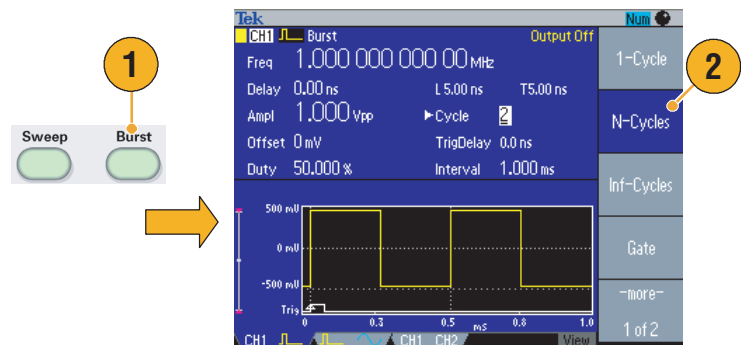 1
2
Sweep Burst
Tek Num
CH1 Burst Output Off
Freq 1.000 000 000 00 MHz
Delay 0.00 ns L 5.00 ns T5.00 ns
Ampl 1.000 Vpp ►Cycle 2
Offset 0 mV TrigDelay 0.0 ns
Duty 50.000 % Interval 1.000 ms
1-Cycle
N-Cycles
Inf-Cycles
Gate
-more-
1 of 2
500 mU
0 mU
-500 mU
Trig
0 0.3 0.5 ms 0.8 1.0
CH1 CH1 CH2 View